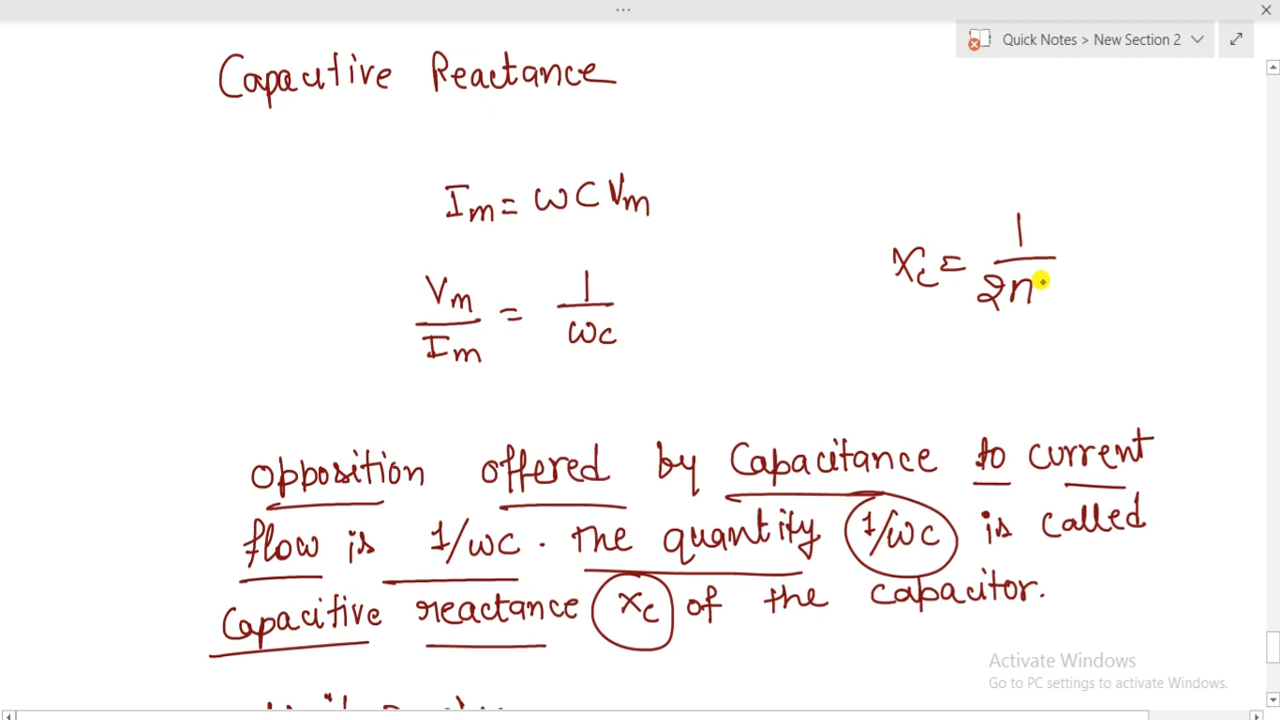 Quick Notes > New Section 2
Capacitive Reactance
Im = ωCVm
Vm/Im = 1/ωc
Xc = 1/2π
opposition offered by Capacitance to current
flow is 1/ωc. the quantity 1/ωc is called
Capacitive reactance Xc of the capacitor.
Activate Windows
Go to PC settings to activate Windows.